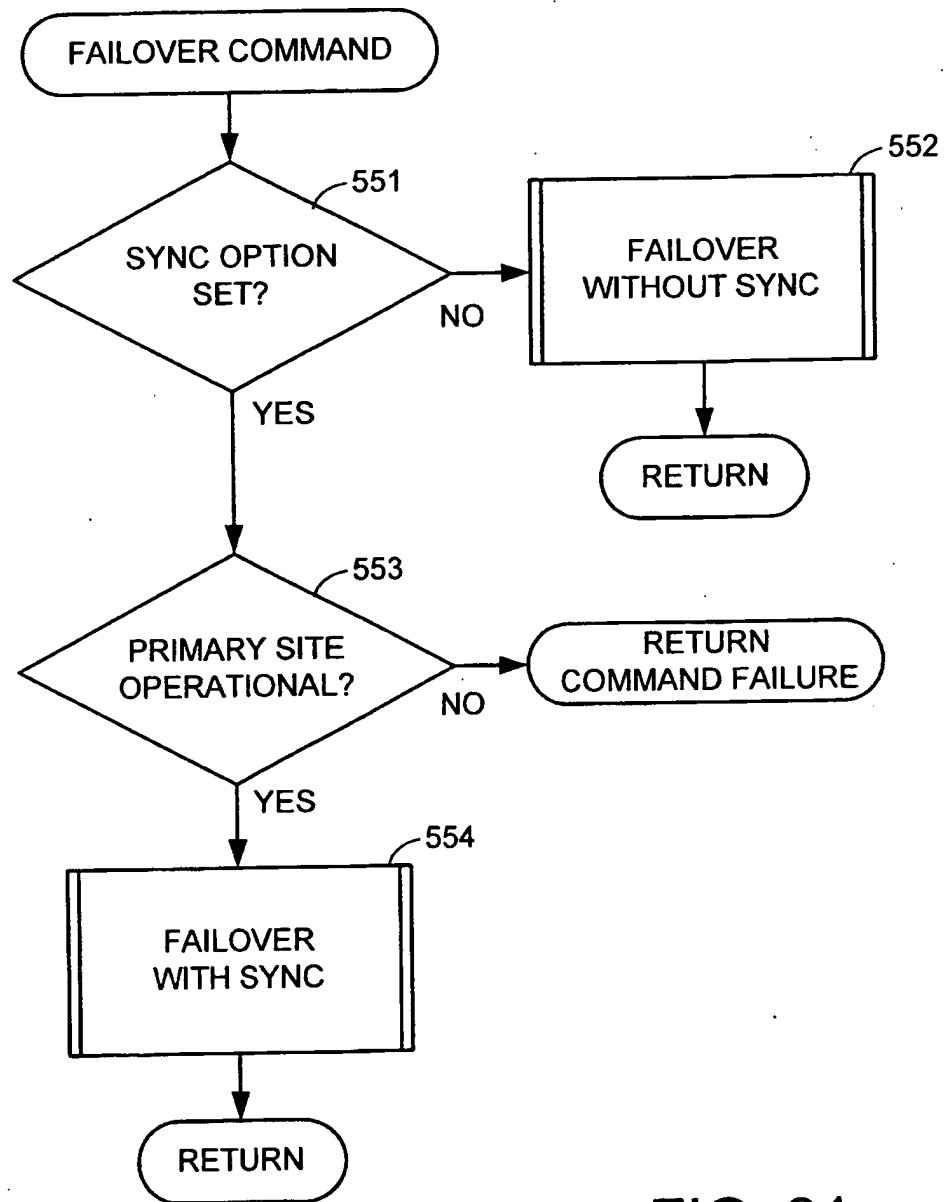 FAILOVER COMMAND
551
SYNC OPTION
SET?
NO
YES
552
FAILOVER
WITHOUT SYNC
RETURN
553
PRIMARY SITE
OPERATIONAL?
NO
YES
RETURN
COMMAND FAILURE
554
FAILOVER
WITH SYNC
RETURN